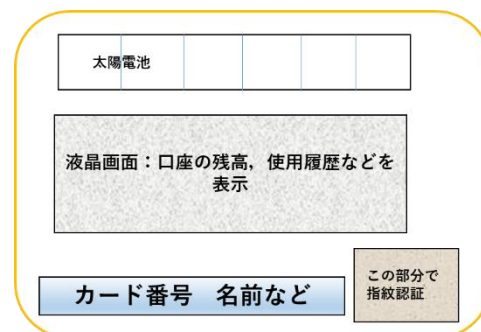 太陽電池
液晶画面：口座の残高，使用履歴などを
表示
カード番号　名前など
この部分で
指紋認証